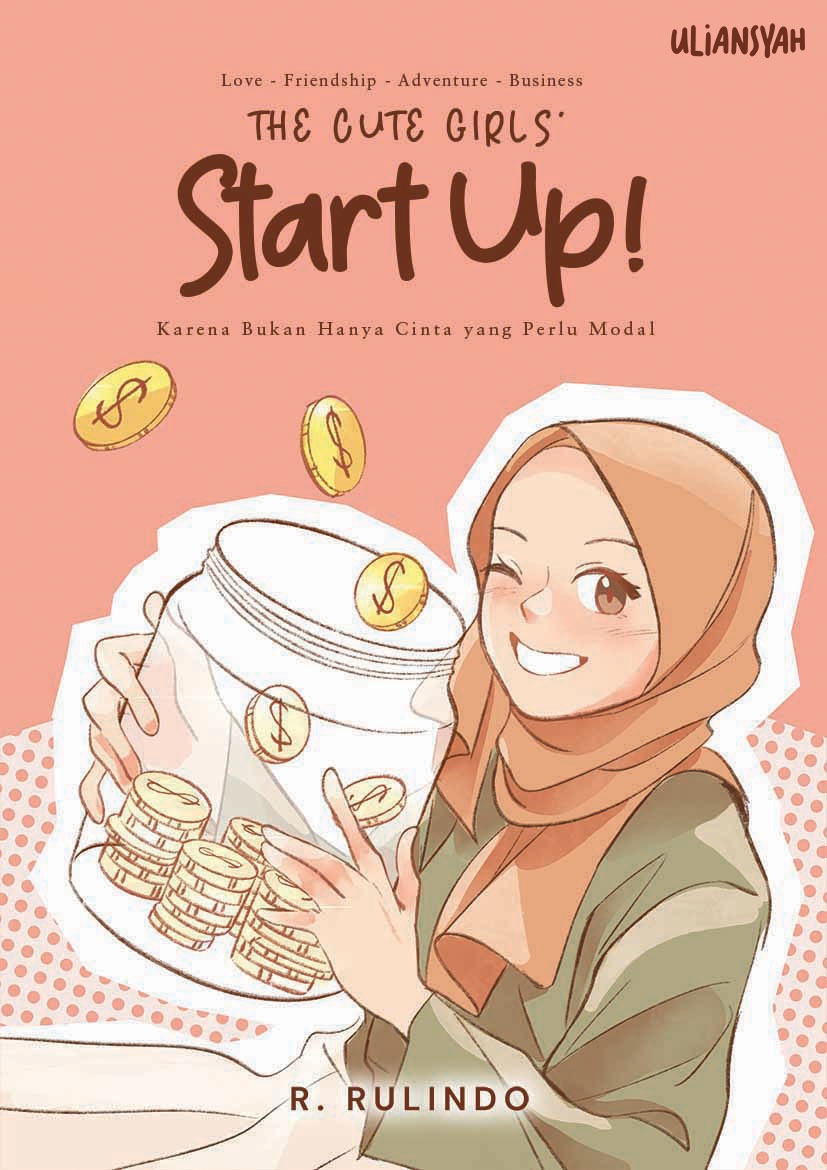 ULiANSYAH
Love - Friendship - Adventure - Business
THE CUTE GIRLS'
Start Up!
Karena Bukan Hanya Cinta yang Perlu Modal
$
$
$
$
$
R. RULINDO